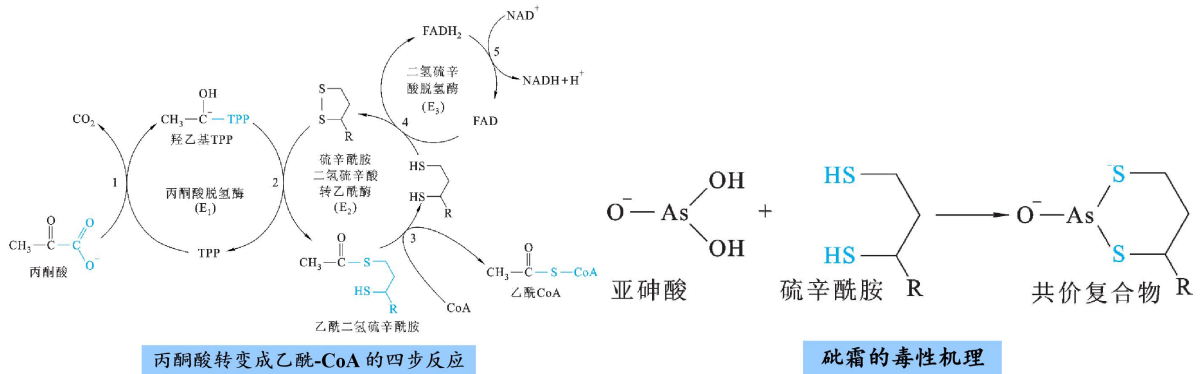 NAD⁺
FADH₂
5
NADH+H⁺
二氢硫辛
酸脱氢酶
(E₃)
FAD
4
OH
CH₃
C
TPP
羟乙基TPP
CO₂
S
S
R
1
丙酮酸脱氢酶
(E₁)
2
硫辛酰胺
二氢硫辛酸
转乙酰酶
(E₂)
HS
HS
R
O
O
CH₃
O⁻
丙酮酸
TPP
3
O
CH₃
S
HS
R
乙酰二氢硫辛酰胺
CoA
O
CH₃
S
CoA
乙酰CoA
丙酮酸转变成乙酰-CoA 的四步反应
O⁻
As
OH
OH
亚砷酸
+
HS
HS
R
硫辛酰胺
O⁻
As
S
S
R
共价复合物
砒霜的毒性机理